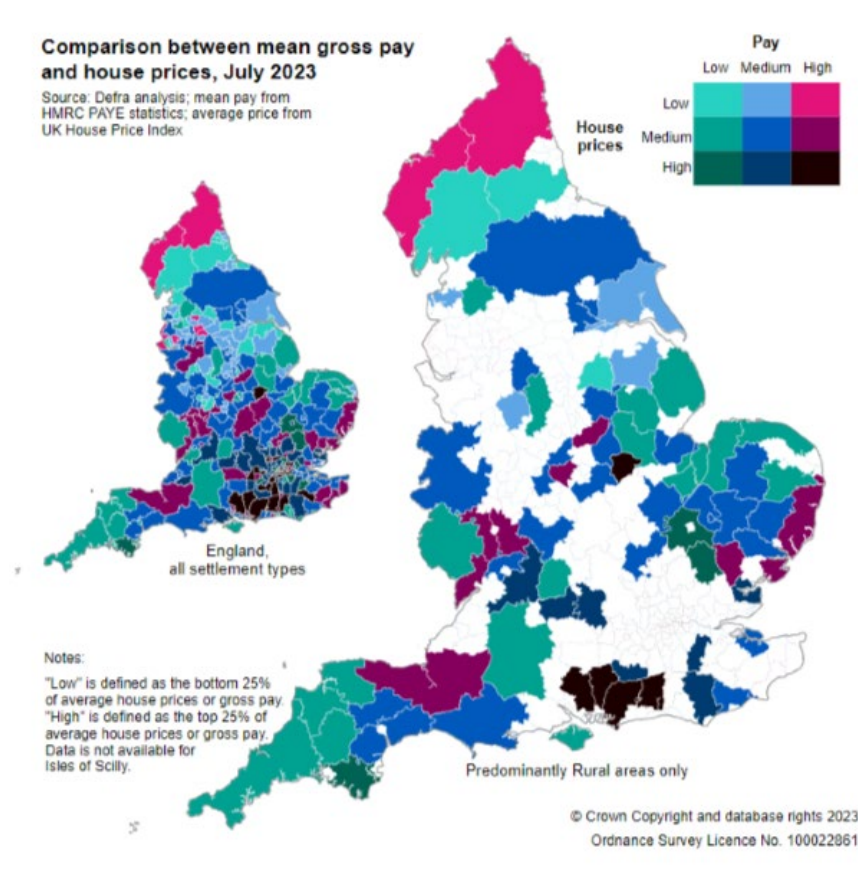 Comparison between mean gross pay
and house prices, July 2023
Source: Defra analysis; mean pay from
HMRC PAYE statistics; average price from
UK House Price Index
Pay
Low Medium High
House
prices
Low
Medium
High
England,
all settlement types
Notes:
"Low" is defined as the bottom 25%
of average house prices or gross pay.
"High" is defined as the top 25% of
average house prices or gross pay.
Data is not available for
Isles of Scilly.
Predominantly Rural areas only
© Crown Copyright and database rights 2023
Ordnance Survey Licence No. 100022861